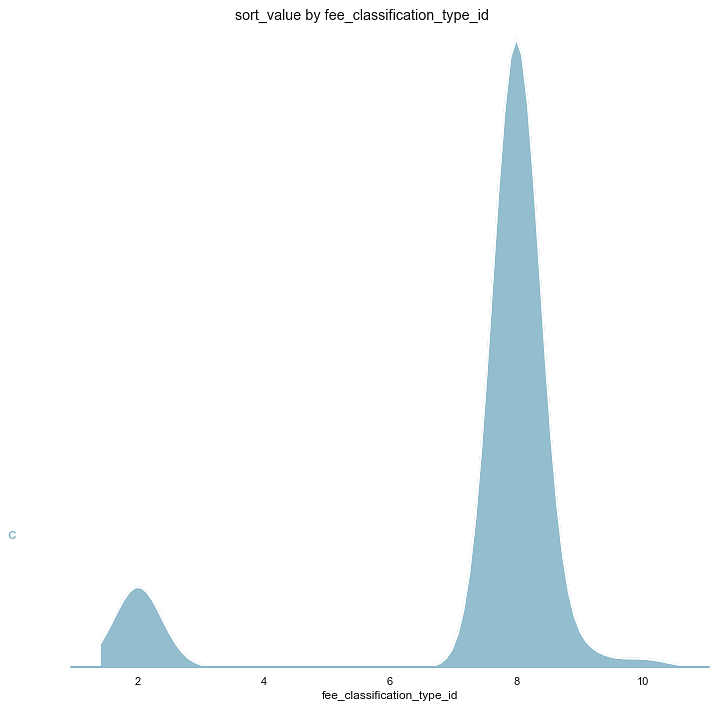 sort_value by fee_classification_type_id
C
2 4 6 8 10
fee_classification_type_id